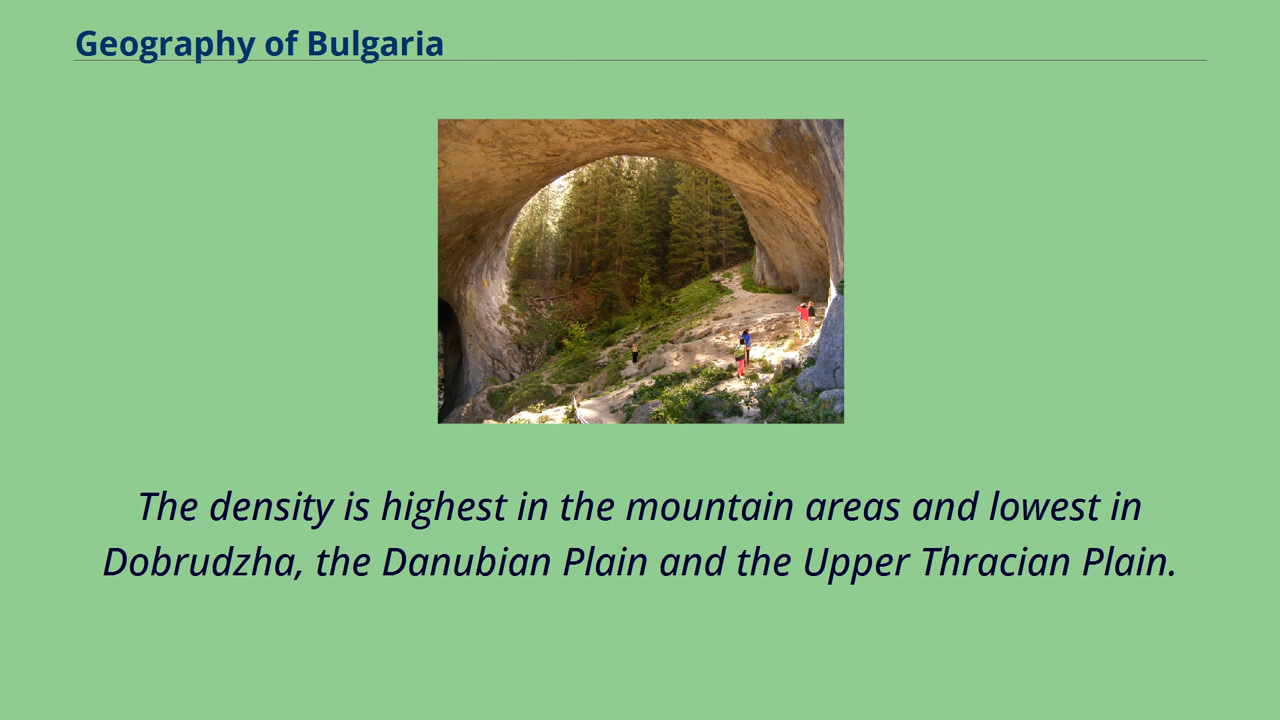 Geography of Bulgaria
The density is highest in the mountain areas and lowest in
Dobrudzha, the Danubian Plain and the Upper Thracian Plain.